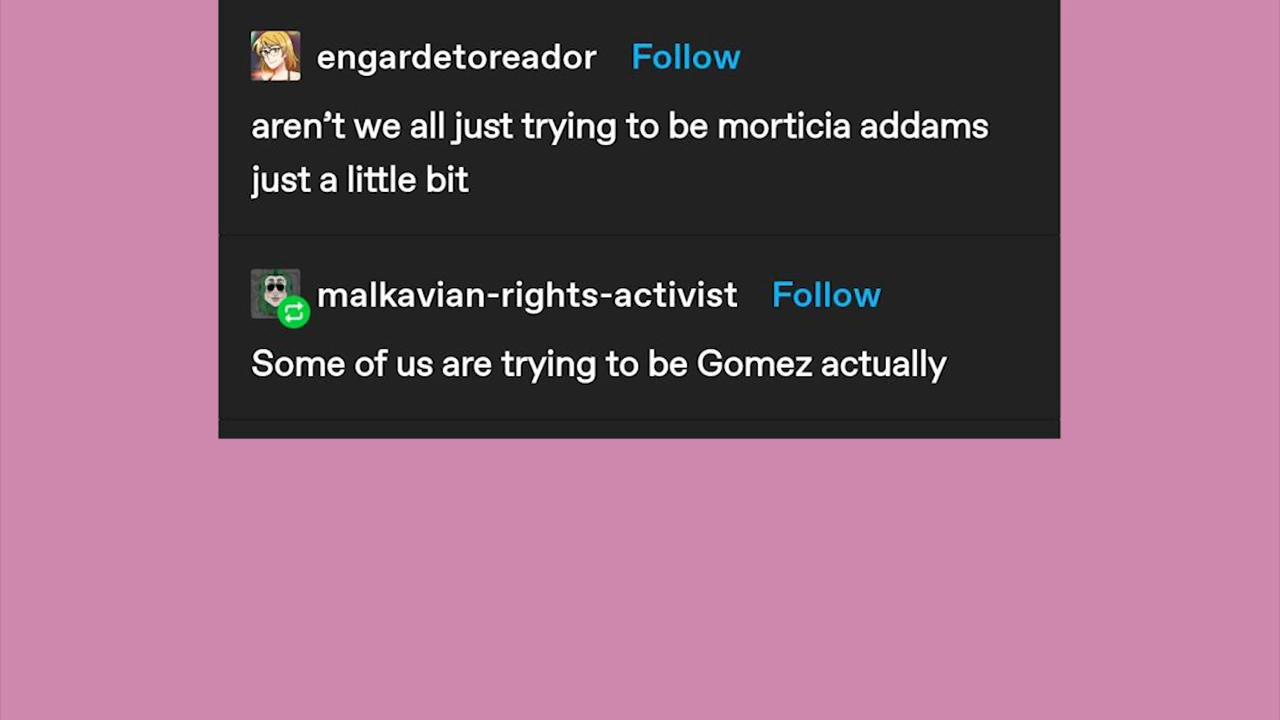 engardetoreador Follow
aren’t we all just trying to be morticia addams
just a little bit
malkavian-rights-activist Follow
Some of us are trying to be Gomez actually